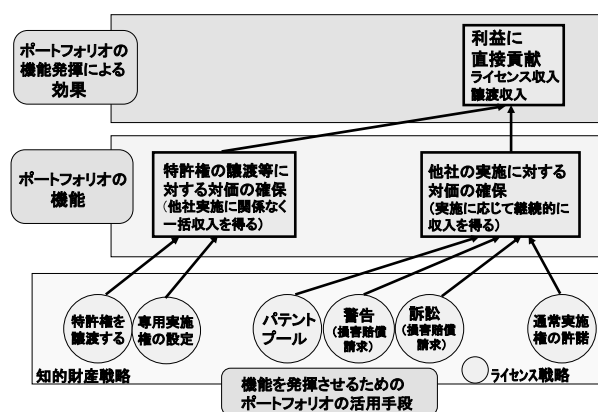 ポートフォリオの
機能発揮による
効果
利益に
直接貢献
ライセンス収入
譲渡収入
ポートフォリオの
機能
特許権の譲渡等に
対する対価の確保
(他社実施に関係なく
一括収入を得る)
他社の実施に対する
対価の確保
(実施に応じて継続的に
収入を得る)
特許権を
譲渡する
専用実施
権の設定
パテント
プール
警告
(損害賠償
請求)
訴訟
(損害賠償
請求)
通常実施
権の許諾
知的財産戦略
ライセンス戦略
機能を発揮させるための
ポートフォリオの活用手段